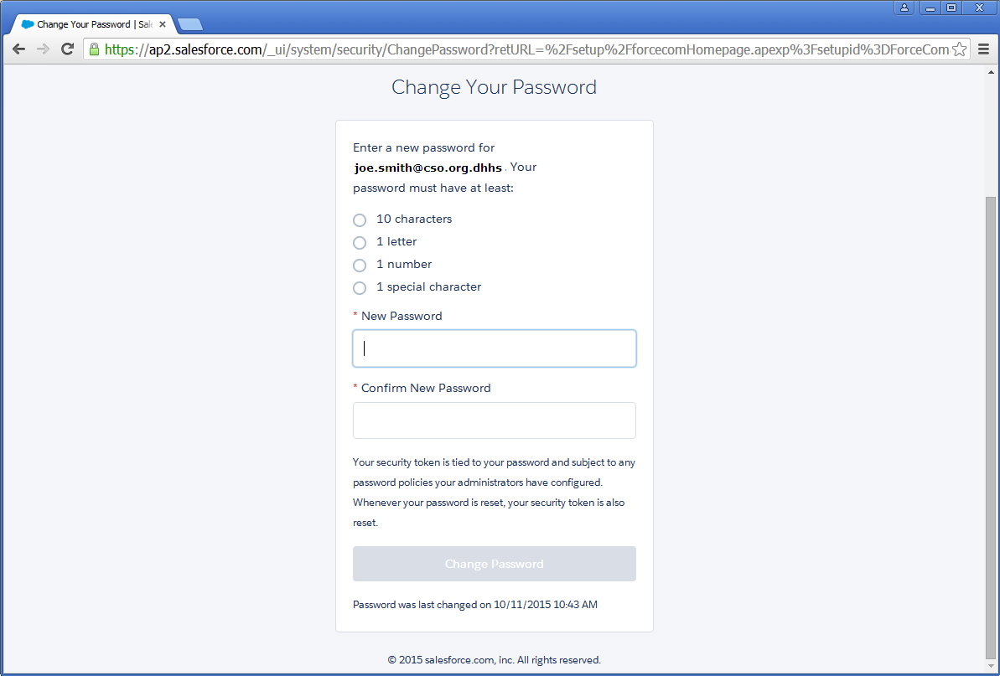 Change Your Password | Sal
https://ap2.salesforce.com/_ui/system/security/ChangePassword?retURL=%2Fsetup%2FforcecomHomepage.apexp%3Fsetupid%3DForceCom
Change Your Password
Enter a new password for
joe.smith@cso.org.dhhs . Your
password must have at least:
10 characters
1 letter
1 number
1 special character
* New Password
* Confirm New Password
Your security token is tied to your password and subject to any
password policies your administrators have configured.
Whenever your password is reset, your security token is also
reset.
Change Password
Password was last changed on 10/11/2015 10:43 AM
© 2015 salesforce.com, inc. All rights reserved.